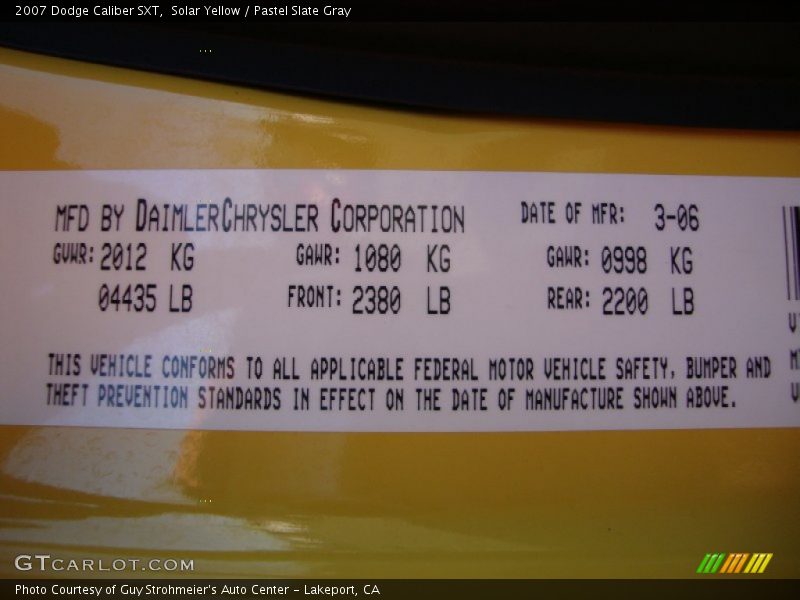 2007 Dodge Caliber SXT,  Solar Yellow / Pastel Slate Gray
MFD BY DAIMLERCHRYSLER CORPORATION DATE OF MFR: 3-06
GVWR: 2012 KG GAWR: 1080 KG GAWR: 0998 KG
04435 LB FRONT: 2380 LB REAR: 2200 LB
THIS VEHICLE CONFORMS TO ALL APPLICABLE FEDERAL MOTOR VEHICLE SAFETY, BUMPER AND
THEFT PREVENTION STANDARDS IN EFFECT ON THE DATE OF MANUFACTURE SHOWN ABOVE.
GTCARLOT.COM
Photo Courtesy of Guy Strohmeier's Auto Center - Lakeport, CA